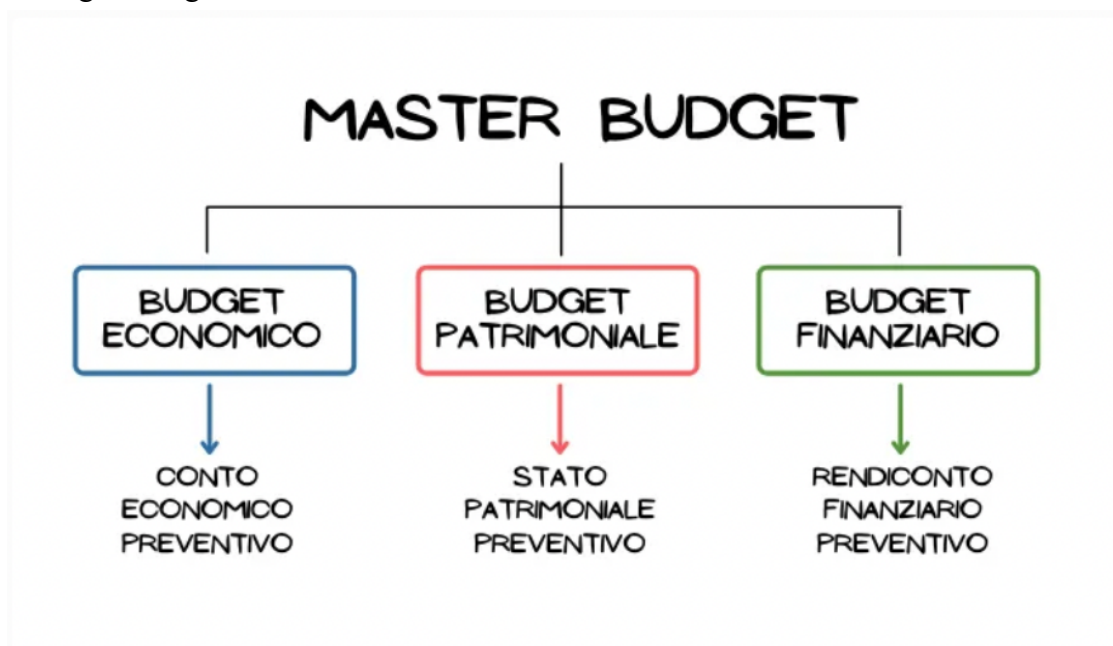 MASTER BUDGET
BUDGET
ECONOMICO
BUDGET
PATRIMONIALE
BUDGET
FINANZIARIO
CONTO
ECONOMICO
PREVENTIVO
STATO
PATRIMONIALE
PREVENTIVO
RENDICONTO
FINANZIARIO
PREVENTIVO